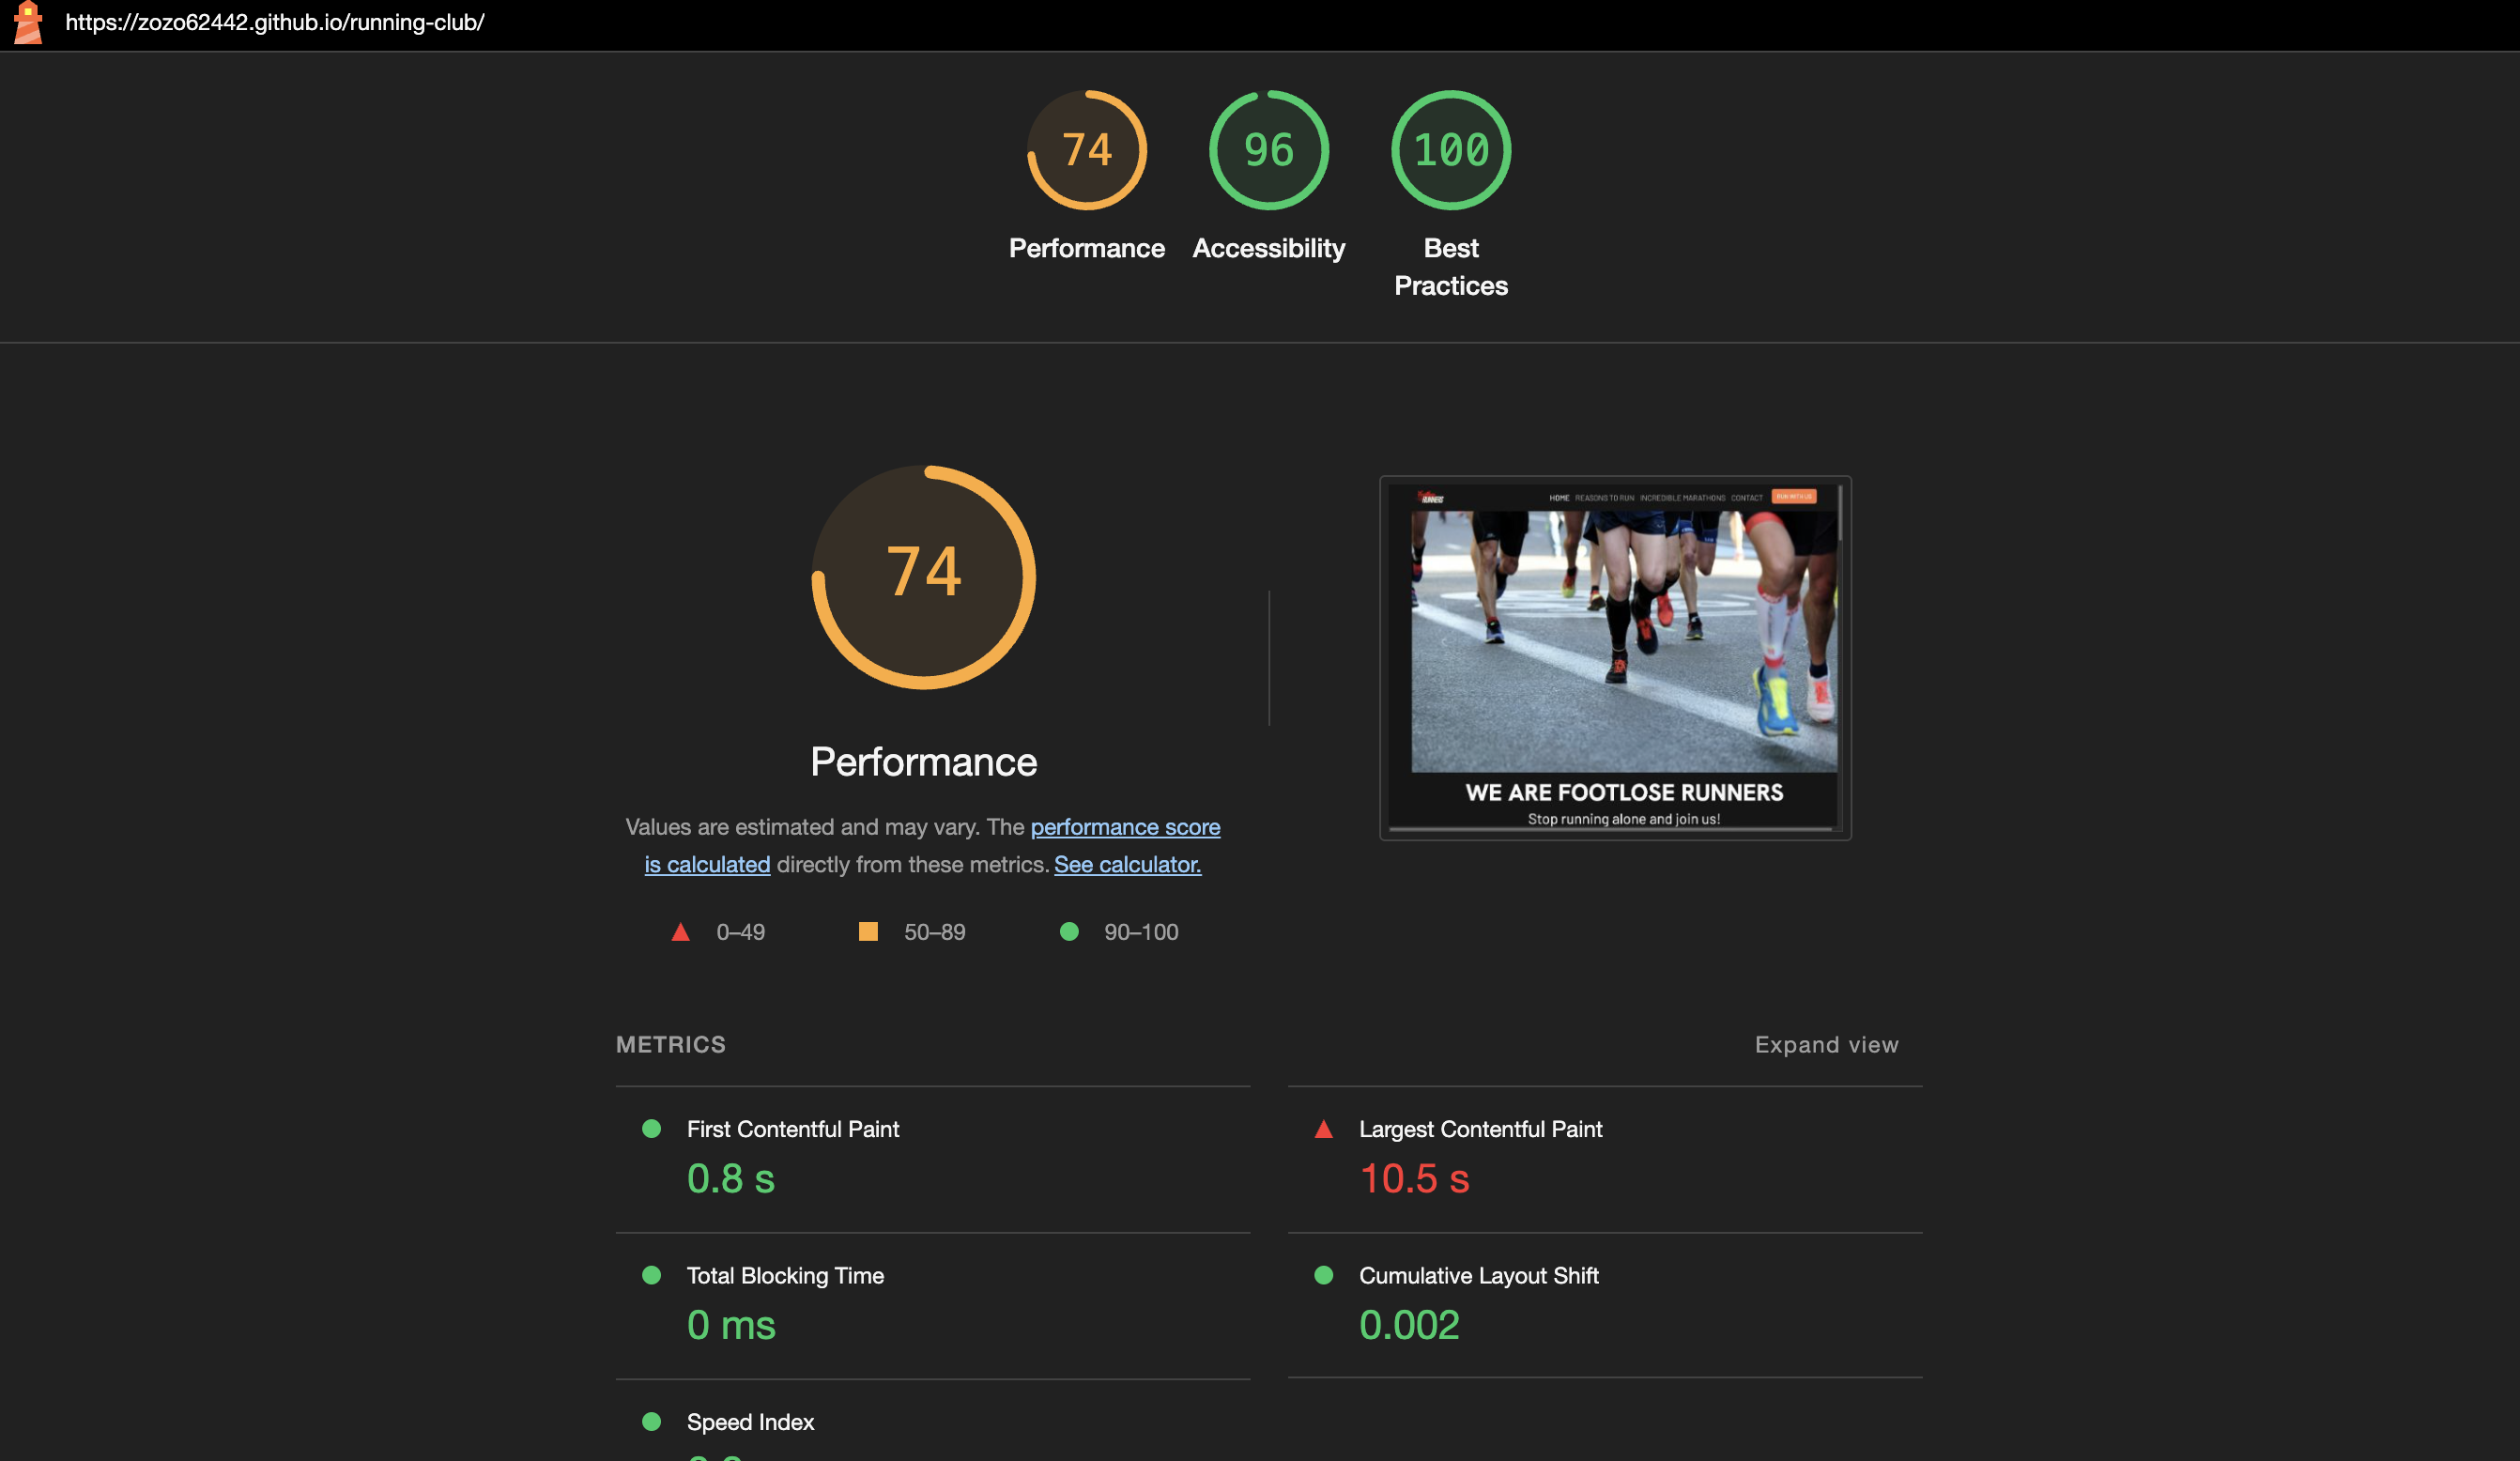 https://zozo62442.github.io/running-club/
74
96
100
Performance
Accessibility
Best
Practices
74
Performance
Values are estimated and may vary. The performance score
is calculated directly from these metrics. See calculator.
0–49
50–89
90–100
RUNNERS
HOME REASONS TO RUN INCREDIBLE MARATHONS CONTACT RUN WITH US
WE ARE FOOTLOSE RUNNERS
Stop running alone and join us!
METRICS
Expand view
First Contentful Paint
0.8 s
Largest Contentful Paint
10.5 s
Total Blocking Time
0 ms
Cumulative Layout Shift
0.002
Speed Index